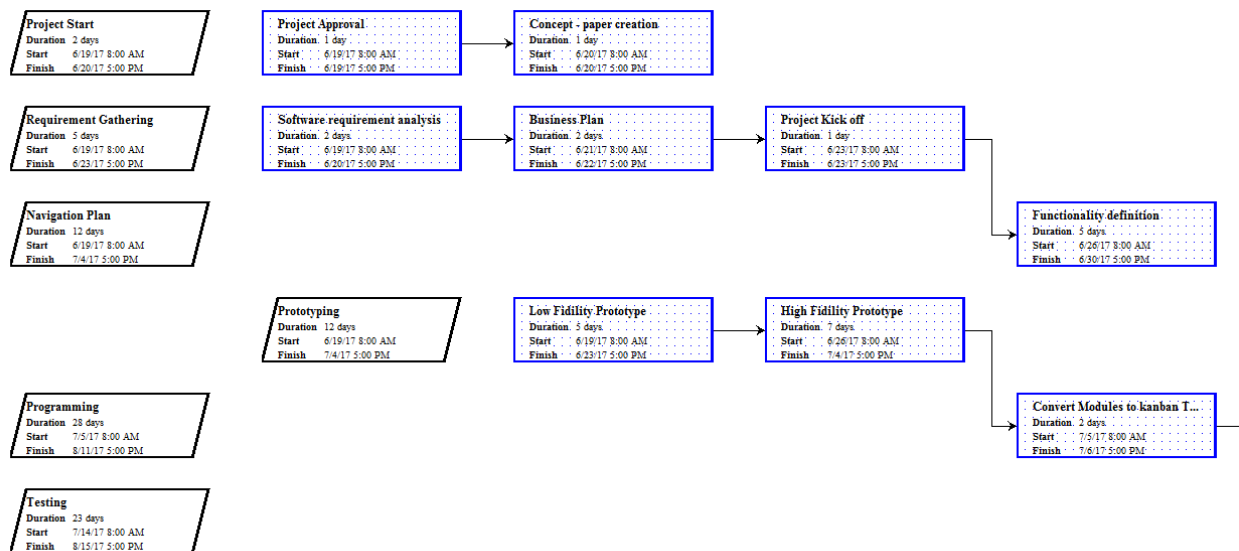 Project Start
Duration 2 days
Start 6/19/17 8:00 AM
Finish 6/20/17 5:00 PM
Project Approval
Duration 1 day
Start 6/19/17 8:00 AM
Finish 6/19/17 5:00 PM
Concept - paper creation
Duration 1 day
Start 6/20/17 8:00 AM
Finish 6/20/17 5:00 PM
Requirement Gathering
Duration 5 days
Start 6/19/17 8:00 AM
Finish 6/23/17 5:00 PM
Software requirement analysis
Duration 2 days
Start 6/19/17 8:00 AM
Finish 6/20/17 5:00 PM
Business Plan
Duration 2 days
Start 6/21/17 8:00 AM
Finish 6/22/17 5:00 PM
Project Kick off
Duration 1 day
Start 6/23/17 8:00 AM
Finish 6/23/17 5:00 PM
Navigation Plan
Duration 12 days
Start 6/19/17 8:00 AM
Finish 7/4/17 5:00 PM
Functionality definition
Duration 5 days
Start 6/26/17 8:00 AM
Finish 6/30/17 5:00 PM
Prototyping
Duration 12 days
Start 6/19/17 8:00 AM
Finish 7/4/17 5:00 PM
Low Fidility Prototype
Duration 5 days
Start 6/19/17 8:00 AM
Finish 6/23/17 5:00 PM
High Fidility Prototype
Duration 7 days
Start 6/26/17 8:00 AM
Finish 7/4/17 5:00 PM
Programming
Duration 28 days
Start 7/5/17 8:00 AM
Finish 8/11/17 5:00 PM
Convert Modules to kanban T...
Duration 2 days
Start 7/5/17 8:00 AM
Finish 7/6/17 5:00 PM
Testing
Duration 23 days
Start 7/14/17 8:00 AM
Finish 8/15/17 5:00 PM